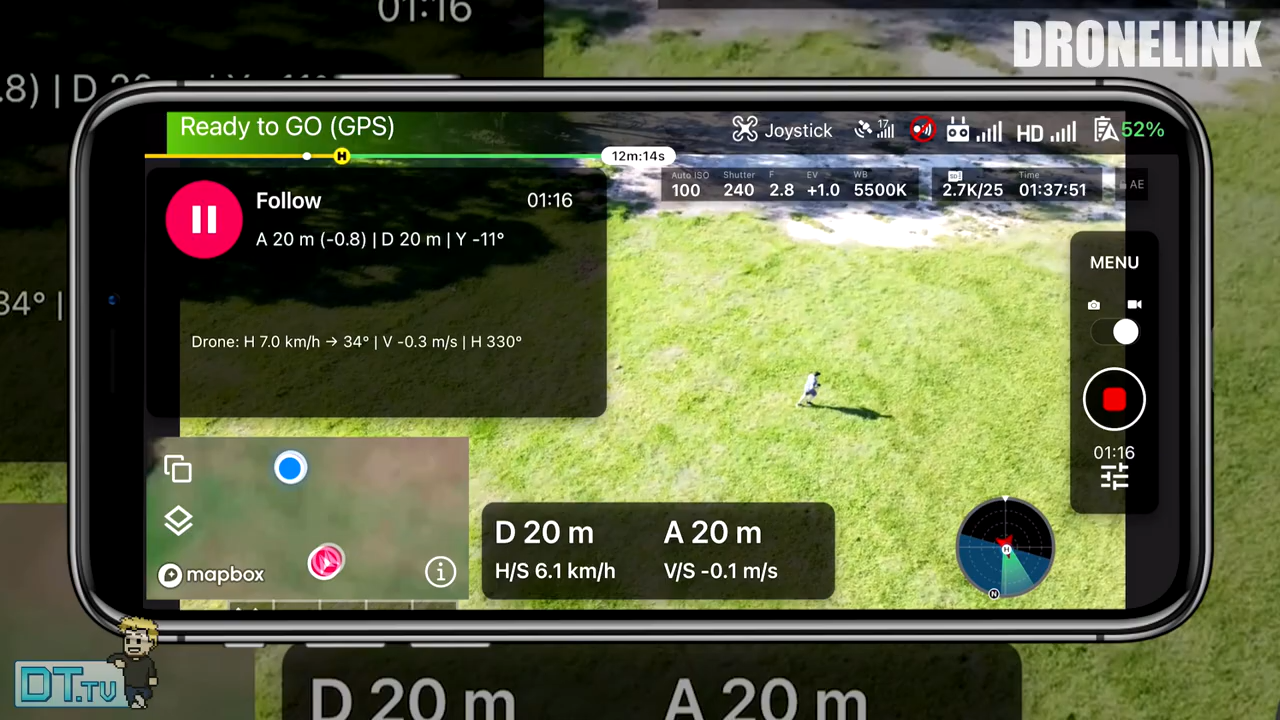 01:16
.8) | D 20
DRONELINK
Ready to GO (GPS)
Joystick
17
HD
52%
H
12m:14s
Auto ISO
100
Shutter
240
F
2.8
EV
+1.0
WB
5500K
SD
2.7K/25
Time
01:37:51
AE
Follow
01:16
A 20 m (-0.8) | D 20 m | Y -11°
Drone: H 7.0 km/h → 34° | V -0.3 m/s | H 330°
34° |
MENU
01:16
mapbox
D 20 m
A 20 m
H/S 6.1 km/h
V/S -0.1 m/s
H
N
DT.TV
D 20 m
A 20 m